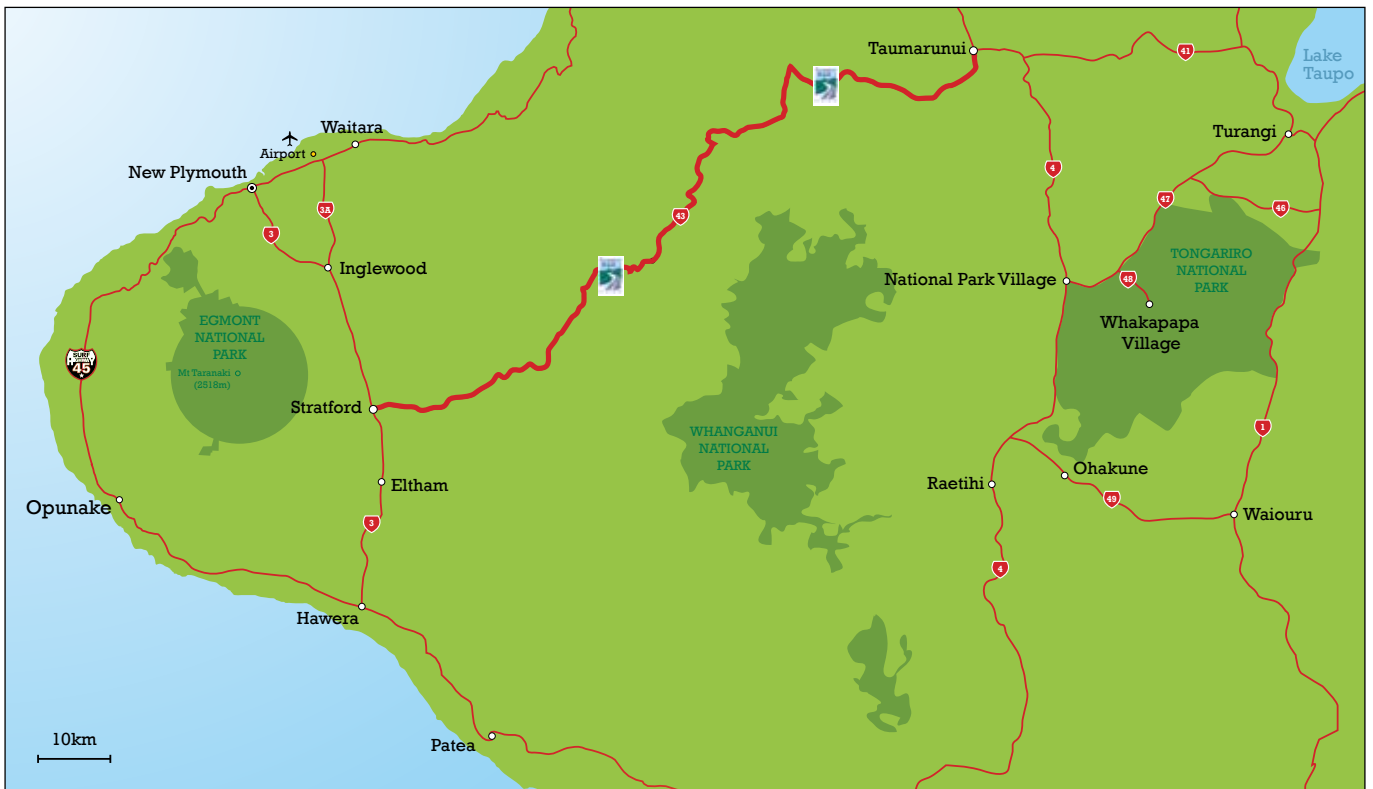 Taumarunui
41
Lake
Taupo
Waitara
Airport
Turangi
New Plymouth
4
3A
47
46
43
3
Inglewood
TONGARIRO
NATIONAL
PARK
National Park Village
48
EGMONT
NATIONAL
PARK
Whakapapa
Village
SURF
45
Mt Taranaki
(2518m)
Stratford
WHANGANUI
NATIONAL
PARK
1
Ohakune
Raetihi
Eltham
49
Opunake
Waiouru
3
4
Hawera
10km
Patea